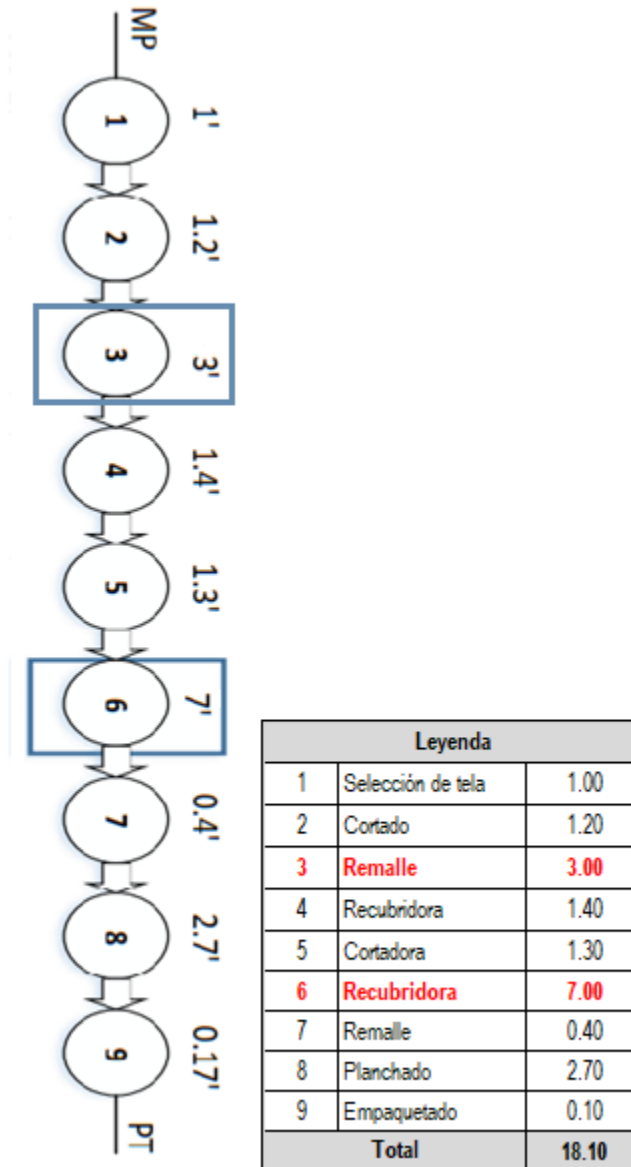 MP
1 1'
2 1.2'
3 3'
4 1.4'
5 1.3'
6 7'
7 0.4'
8 2.7'
9 0.17'
PT
Leyenda
1 Selección de tela 1.00
2 Cortado 1.20
3 Remalle 3.00
4 Recubridora 1.40
5 Cortadora 1.30
6 Recubridora 7.00
7 Remalle 0.40
8 Planchado 2.70
9 Empaquetado 0.10
Total 18.10